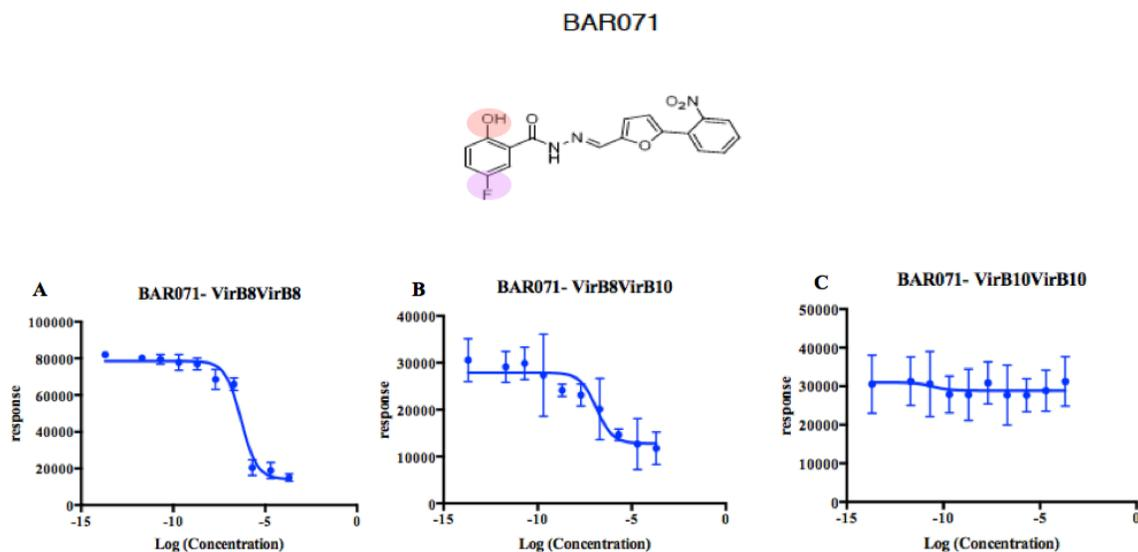 BAR071
O₂N
OH
O
N
N
H
O
F
A
BAR071- VirB8VirB8
response
100000
80000
60000
40000
20000
0
-15
-10
-5
0
Log (Concentration)
B
BAR071- VirB8VirB10
response
40000
30000
20000
10000
0
-15
-10
-5
0
Log (Concentration)
C
BAR071- VirB10VirB10
response
50000
40000
30000
20000
10000
0
-15
-10
-5
0
Log (Concentration)